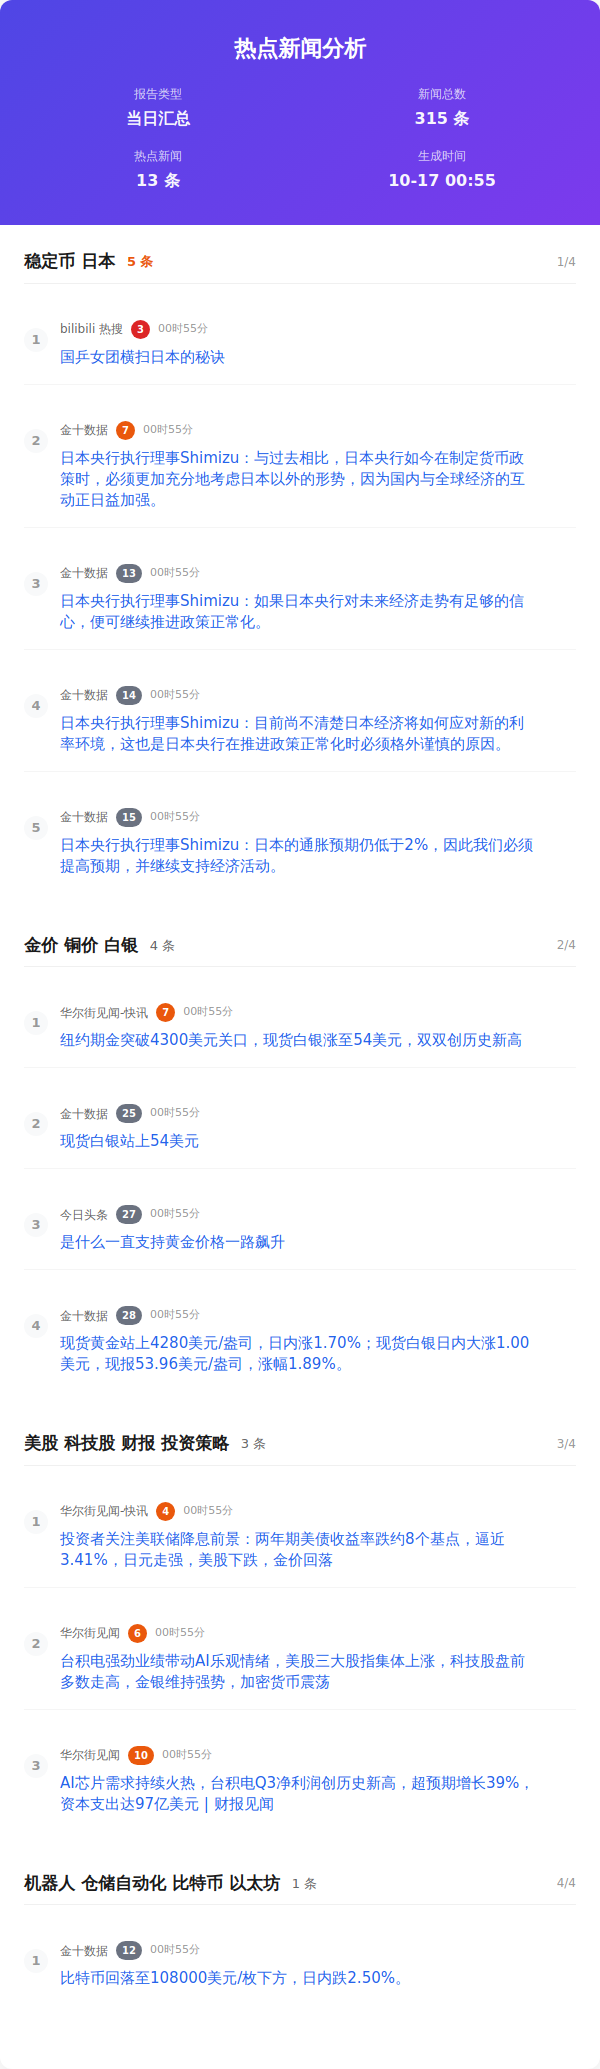 热点新闻分析
报告类型
新闻总数
当日汇总
315 条
热点新闻
生成时间
13 条
10-17 00:55
稳定币 日本 5 条 1/4
1
bilibili 热搜 3 00时55分
国乒女团横扫日本的秘诀
2
金十数据 7 00时55分
日本央行执行理事Shimizu：与过去相比，日本央行如今在制定货币政
策时，必须更加充分地考虑日本以外的形势，因为国内与全球经济的互
动正日益加强。
3
金十数据 13 00时55分
日本央行执行理事Shimizu：如果日本央行对未来经济走势有足够的信
心，便可继续推进政策正常化。
4
金十数据 14 00时55分
日本央行执行理事Shimizu：目前尚不清楚日本经济将如何应对新的利
率环境，这也是日本央行在推进政策正常化时必须格外谨慎的原因。
5
金十数据 15 00时55分
日本央行执行理事Shimizu：日本的通胀预期仍低于2%，因此我们必须
提高预期，并继续支持经济活动。
金价 铜价 白银 4 条 2/4
1
华尔街见闻-快讯 7 00时55分
纽约期金突破4300美元关口，现货白银涨至54美元，双双创历史新高
2
金十数据 25 00时55分
现货白银站上54美元
3
今日头条 27 00时55分
是什么一直支持黄金价格一路飙升
4
金十数据 28 00时55分
现货黄金站上4280美元/盎司，日内涨1.70%；现货白银日内大涨1.00
美元，现报53.96美元/盎司，涨幅1.89%。
美股 科技股 财报 投资策略 3 条 3/4
1
华尔街见闻-快讯 4 00时55分
投资者关注美联储降息前景：两年期美债收益率跌约8个基点，逼近
3.41%，日元走强，美股下跌，金价回落
2
华尔街见闻 6 00时55分
台积电强劲业绩带动AI乐观情绪，美股三大股指集体上涨，科技股盘前
多数走高，金银维持强势，加密货币震荡
3
华尔街见闻 10 00时55分
AI芯片需求持续火热，台积电Q3净利润创历史新高，超预期增长39%，
资本支出达97亿美元 | 财报见闻
机器人 仓储自动化 比特币 以太坊 1 条 4/4
1
金十数据 12 00时55分
比特币回落至108000美元/枚下方，日内跌2.50%。